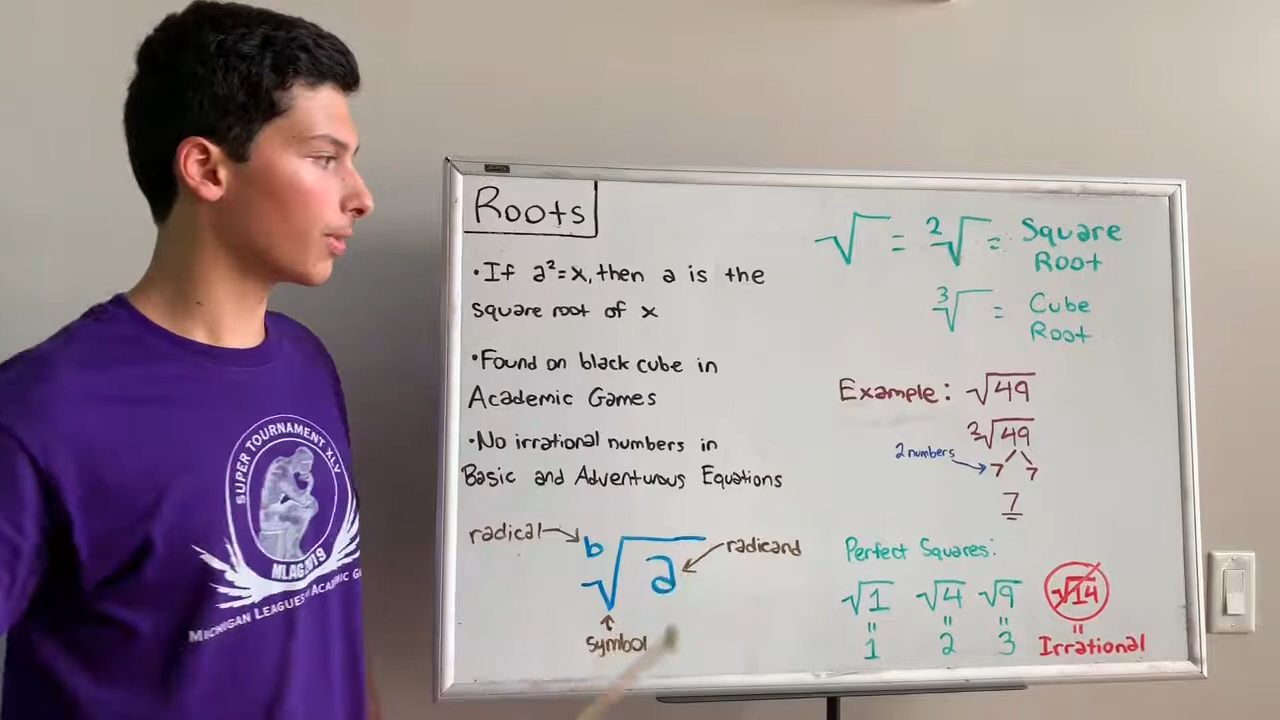 Roots
•If a²=x, then a is the
square root of x
•Found on black cube in
Academic Games
•No irrational numbers in
Basic and Adventurous Equations
radical
b√a
radicand
symbol
√ = ²√ = Square
Root
³√ = Cube
Root
Example: √49
²√49
2 numbers
7 7
7
Perfect Squares:
√1 √4 √9 √14
= = = =
1 2 3 Irrational
SUPER TOURNAMENT XLV
MLAG 2019
MICHIGAN LEAGUES OF ACADEMIC GA